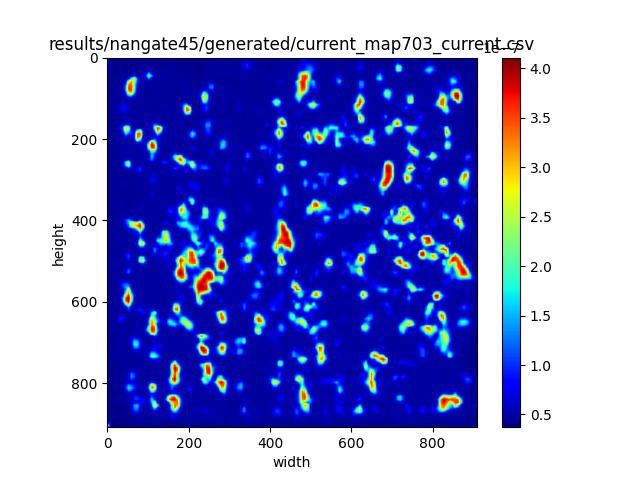 results/nangate45/generated/current_map703_current.csv
1e−7
0
200
400
600
800
height
0 200 400 600 800
width
4.0
3.5
3.0
2.5
2.0
1.5
1.0
0.5